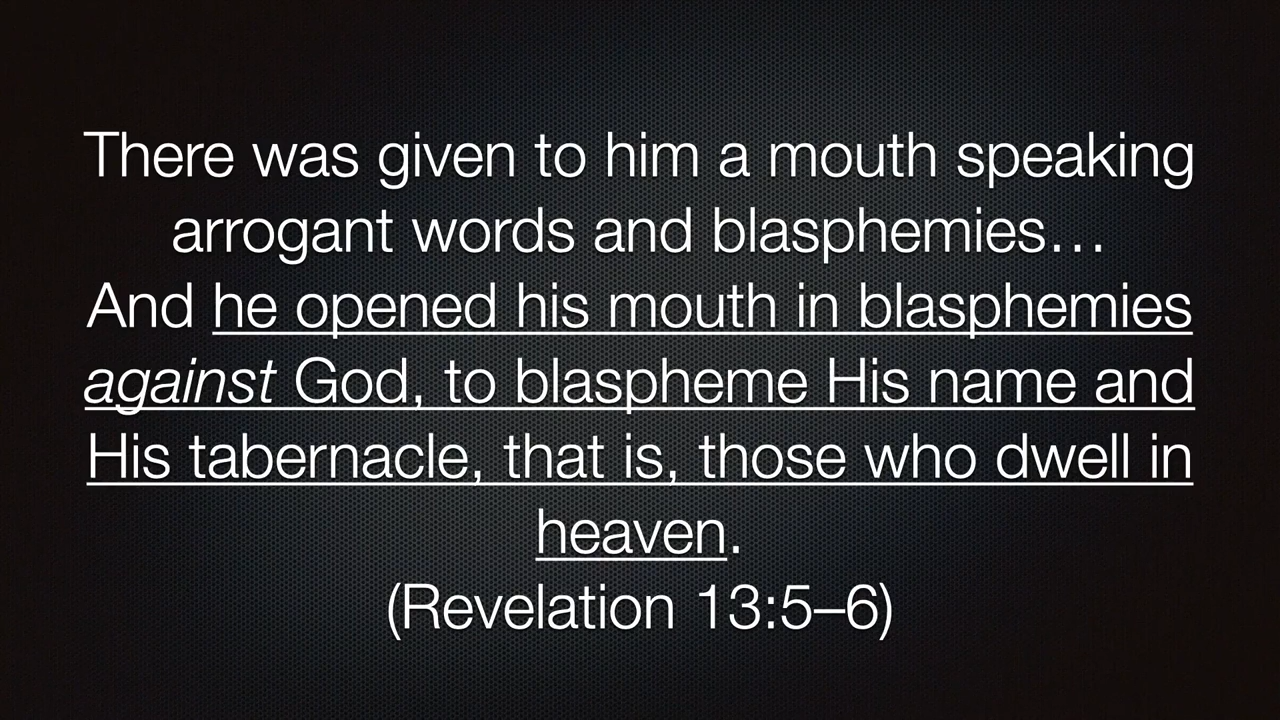 There was given to him a mouth speaking
arrogant words and blasphemies…
And he opened his mouth in blasphemies
against God, to blaspheme His name and
His tabernacle, that is, those who dwell in
heaven.
(Revelation 13:5–6)